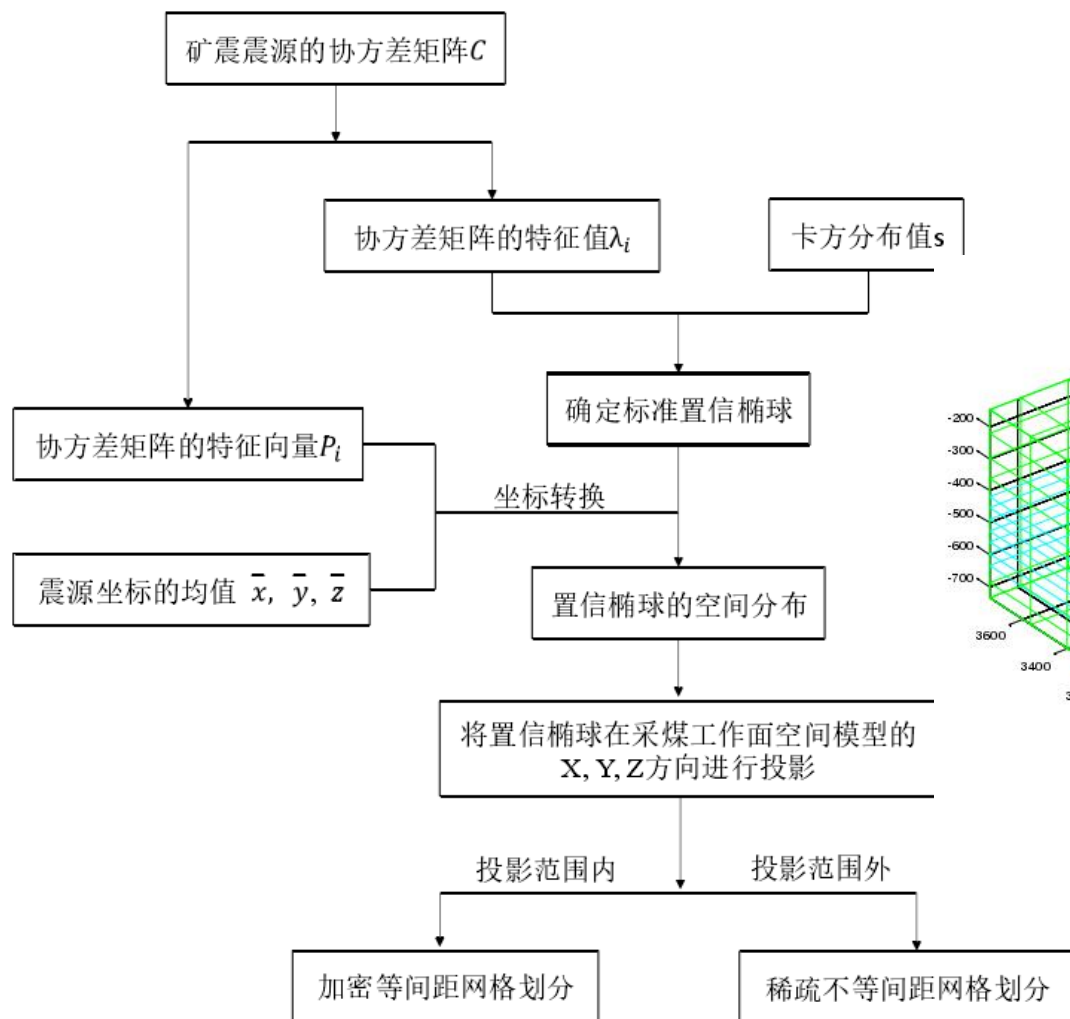 矿震震源的协方差矩阵C
协方差矩阵的特征值λᵢ
卡方分布值s
确定标准置信椭球
协方差矩阵的特征向量Pᵢ
坐标转换
震源坐标的均值 x̄, ȳ, z̄
置信椭球的空间分布
将置信椭球在采煤工作面空间模型的
X, Y, Z方向进行投影
投影范围内
投影范围外
加密等间距网格划分
稀疏不等间距网格划分
-200
-300
-400
-500
-600
-700
3600
3400